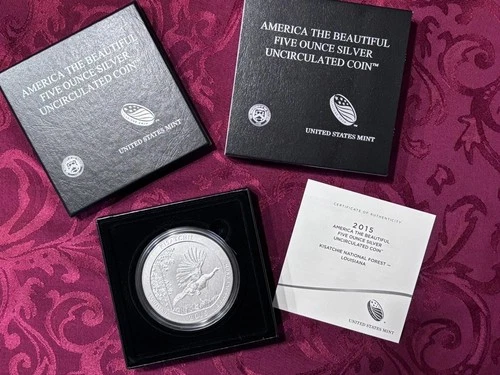 AMERICA THE BEAUTIFUL
FIVE OUNCE SILVER
UNCIRCULATED COIN™
UNITED STATES MINT
AMERICA THE BEAUTIFUL
FIVE OUNCE SILVER
UNCIRCULATED COIN™
UNITED STATES MINT
CERTIFICATE OF AUTHENTICITY
2015
AMERICA THE BEAUTIFUL
FIVE OUNCE SILVER
UNCIRCULATED COIN™
KISATCHIE NATIONAL FOREST –
LOUISIANA
UNITED STATES MINT